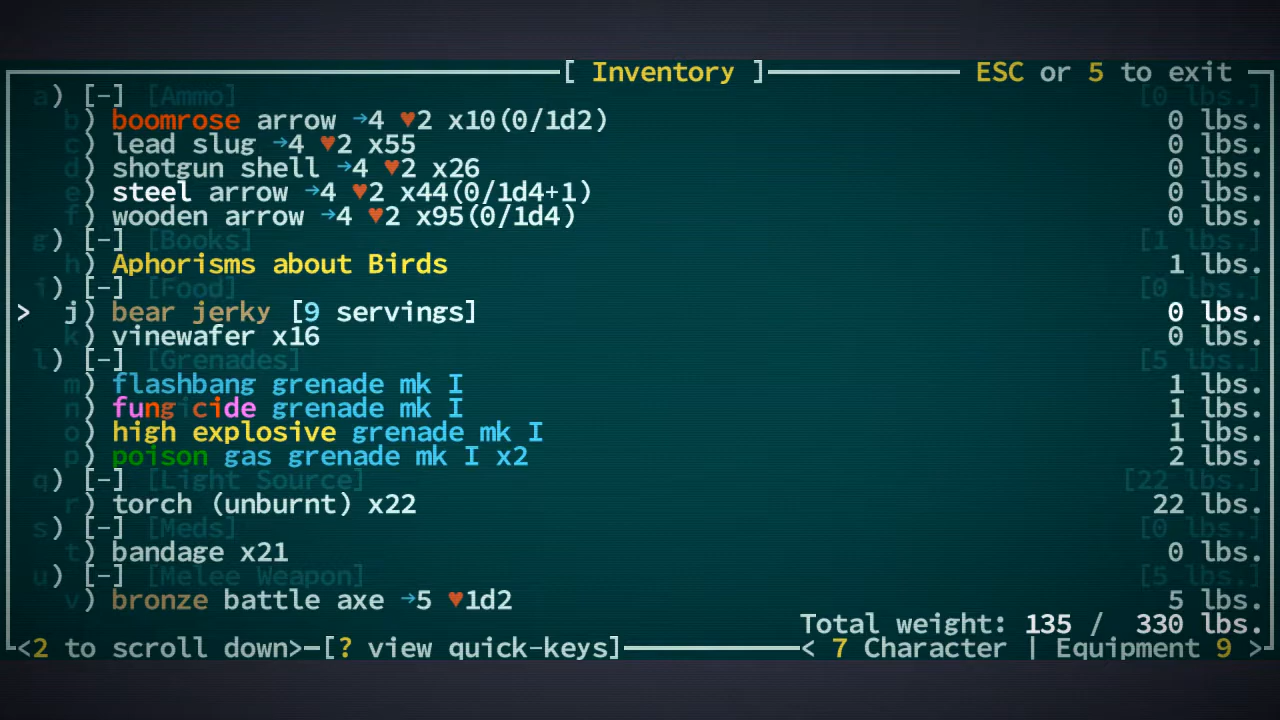 [ Inventory ] ESC or 5 to exit
a) [-] [Ammo] [0 lbs.]
b) boomrose arrow →4 ♥2 x10(0/1d2) 0 lbs.
c) lead slug →4 ♥2 x55 0 lbs.
d) shotgun shell →4 ♥2 x26 0 lbs.
e) steel arrow →4 ♥2 x44(0/1d4+1) 0 lbs.
f) wooden arrow →4 ♥2 x95(0/1d4) 0 lbs.
g) [-] [Books] [1 lbs.]
h) Aphorisms about Birds 1 lbs.
i) [-] [Food] [0 lbs.]
> j) bear jerky [9 servings] 0 lbs.
k) vinewafer x16 0 lbs.
l) [-] [Grenades] [5 lbs.]
m) flashbang grenade mk I 1 lbs.
n) fungicide grenade mk I 1 lbs.
o) high explosive grenade mk I 1 lbs.
p) poison gas grenade mk I x2 2 lbs.
q) [-] [Light Source] [22 lbs.]
r) torch (unburnt) x22 22 lbs.
s) [-] [Meds] [0 lbs.]
t) bandage x21 0 lbs.
u) [-] [Melee Weapon] [5 lbs.]
v) bronze battle axe →5 ♥1d2 5 lbs.
Total weight: 135 / 330 lbs.
<2 to scroll down> [? view quick-keys] < 7 Character | Equipment 9 >